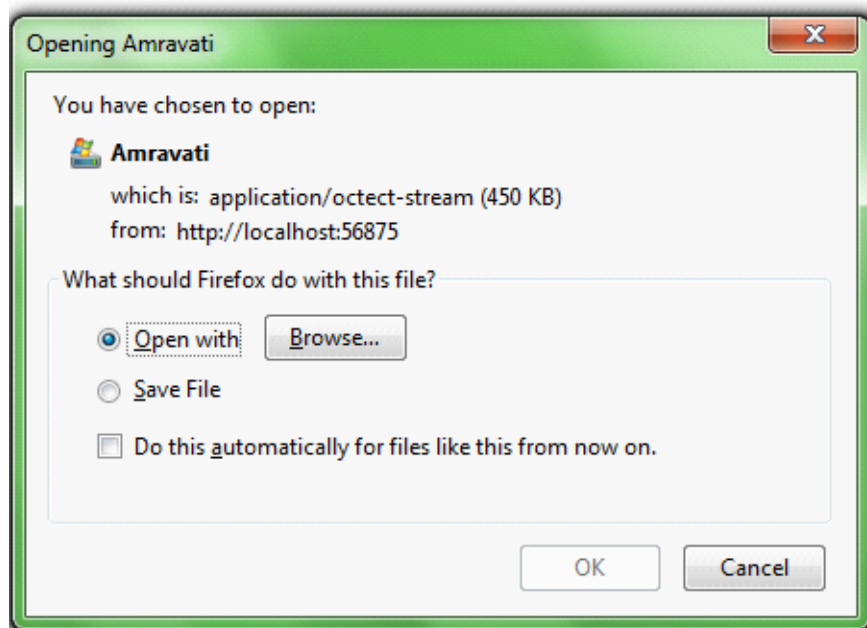 Opening Amravati
You have chosen to open:
Amravati
which is: application/octect-stream (450 KB)
from: http://localhost:56875
What should Firefox do with this file?
Open with Browse...
Save File
Do this automatically for files like this from now on.
OK Cancel